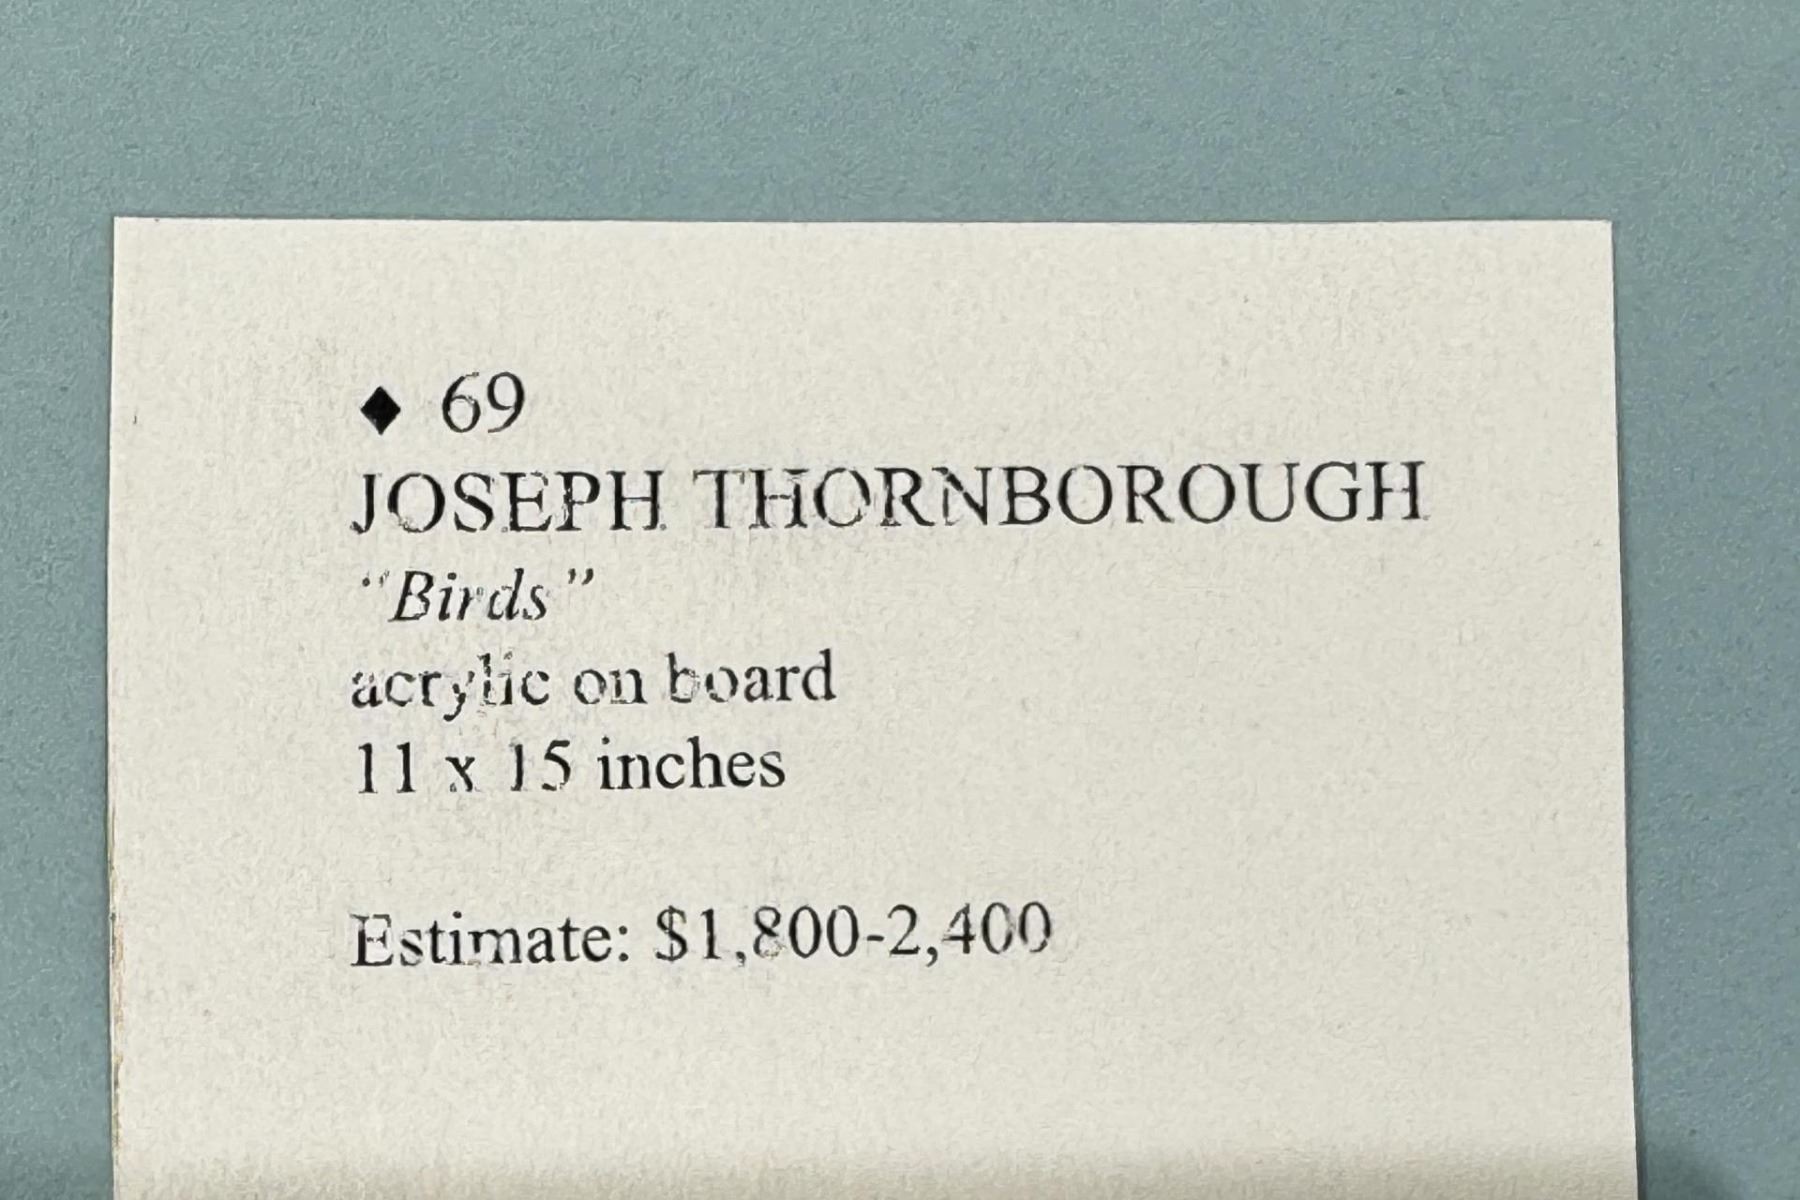 ♦ 69
JOSEPH THORNBOROUGH
“Birds”
acrylic on board
11 x 15 inches
Estimate: $1,800-2,400